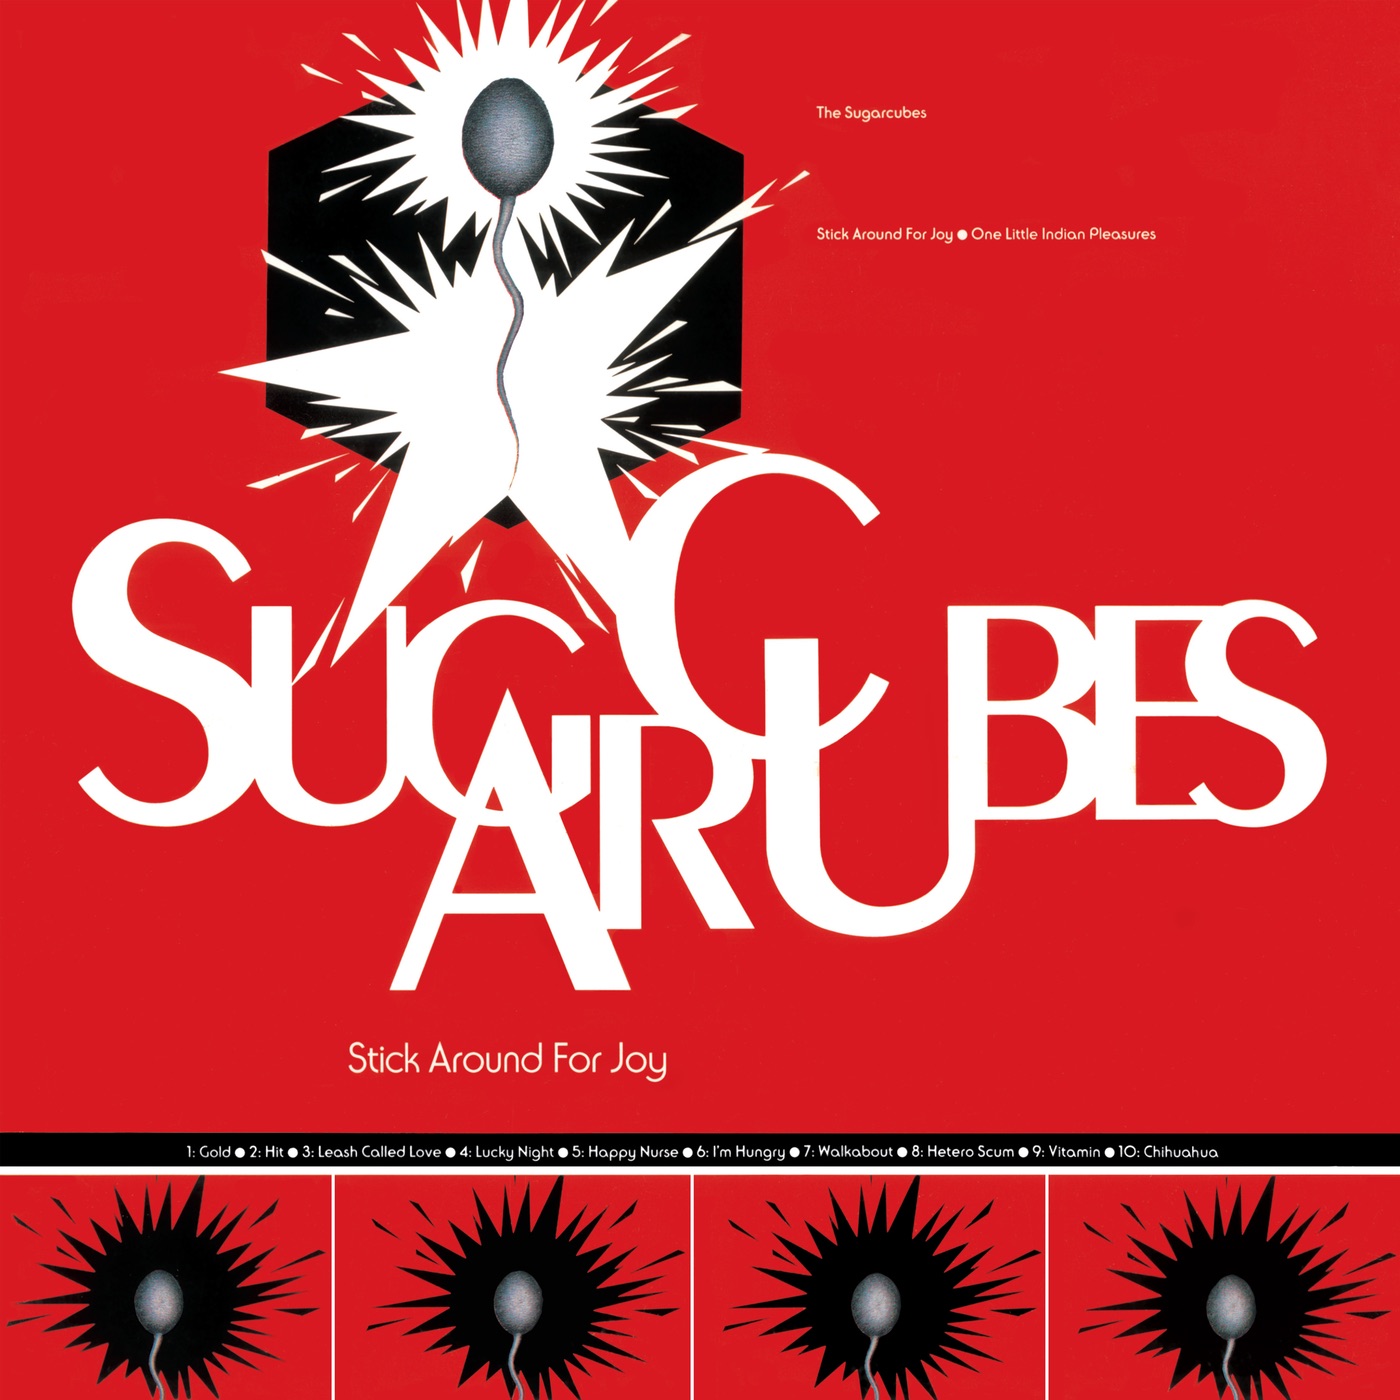 The Sugarcubes
Stick Around For Joy ● One Little Indian Pleasures
SUGARCUBES
Stick Around For Joy
1: Gold ● 2: Hit ● 3: Leash Called Love ● 4: Lucky Night ● 5: Happy Nurse ● 6: I'm Hungry ● 7: Walkabout ● 8: Hetero Scum ● 9: Vitamin ● 10: Chihuahua